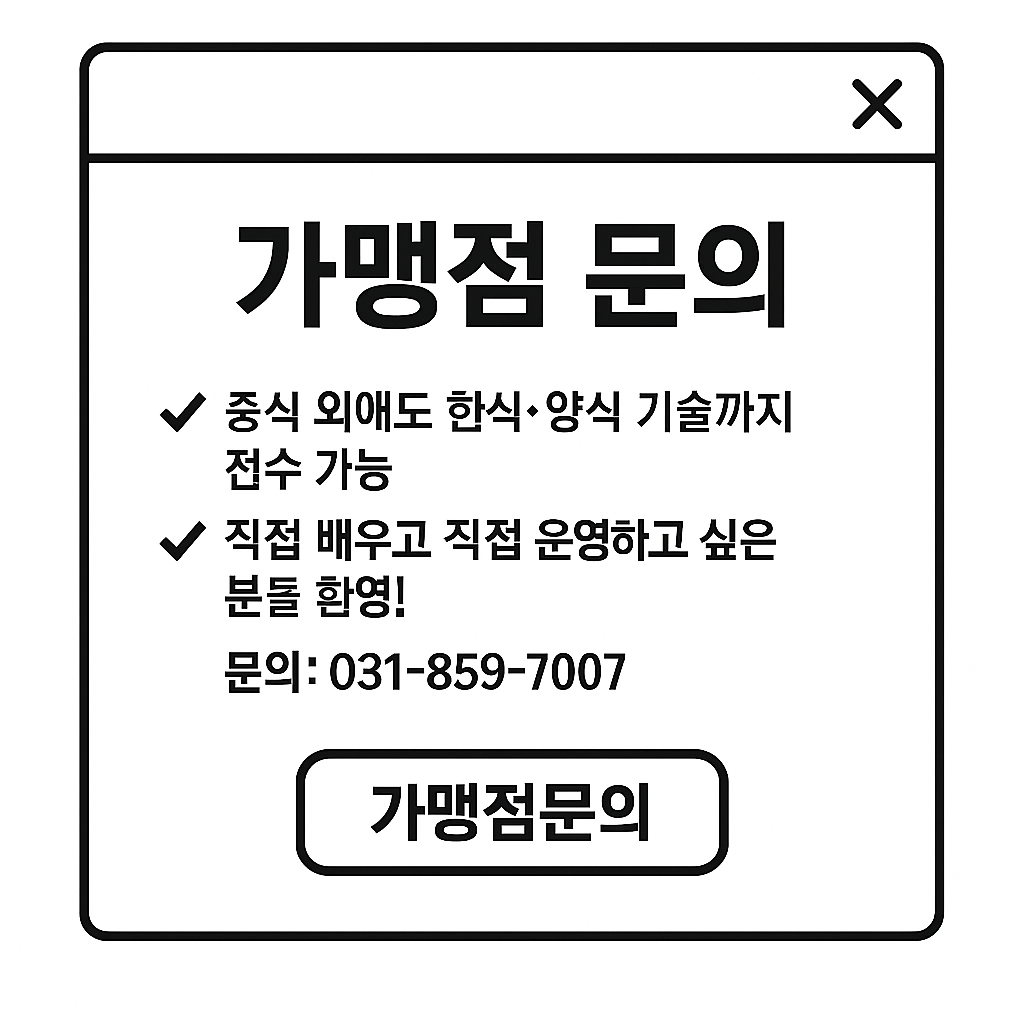 가맹점 문의
✓ 중식 외애도 한식·양식 기술까지
전수 가능
✓ 직접 배우고 직접 운영하고 싶은
분돌 환영!
문의: 031-859-7007
가맹점문의